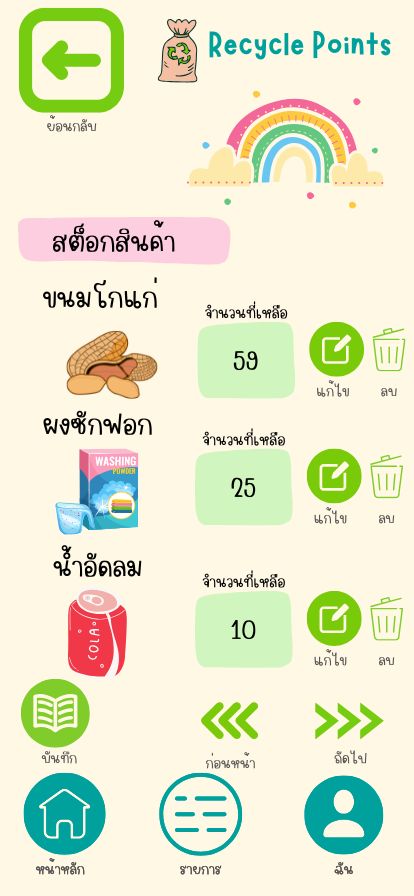 Recycle Points
ย้อนกลับ
สต็อกสินค้า
ขนมโกแก่
จำนวนที่เหลือ
59
แก้ไข
ลบ
ผงซักฟอก
WASHING
POWDER
จำนวนที่เหลือ
25
แก้ไข
ลบ
น้ำอัดลม
COLA
จำนวนที่เหลือ
10
แก้ไข
ลบ
บันทึก
ก่อนหน้า
ถัดไป
หน้าหลัก
รายการ
ฉัน